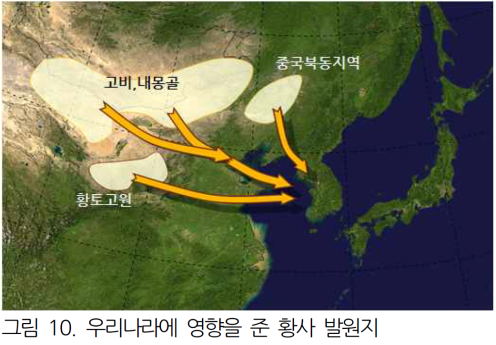 고비,내몽골
중국북동지역
황토고원
그림 10. 우리나라에 영향을 준 황사 발원지